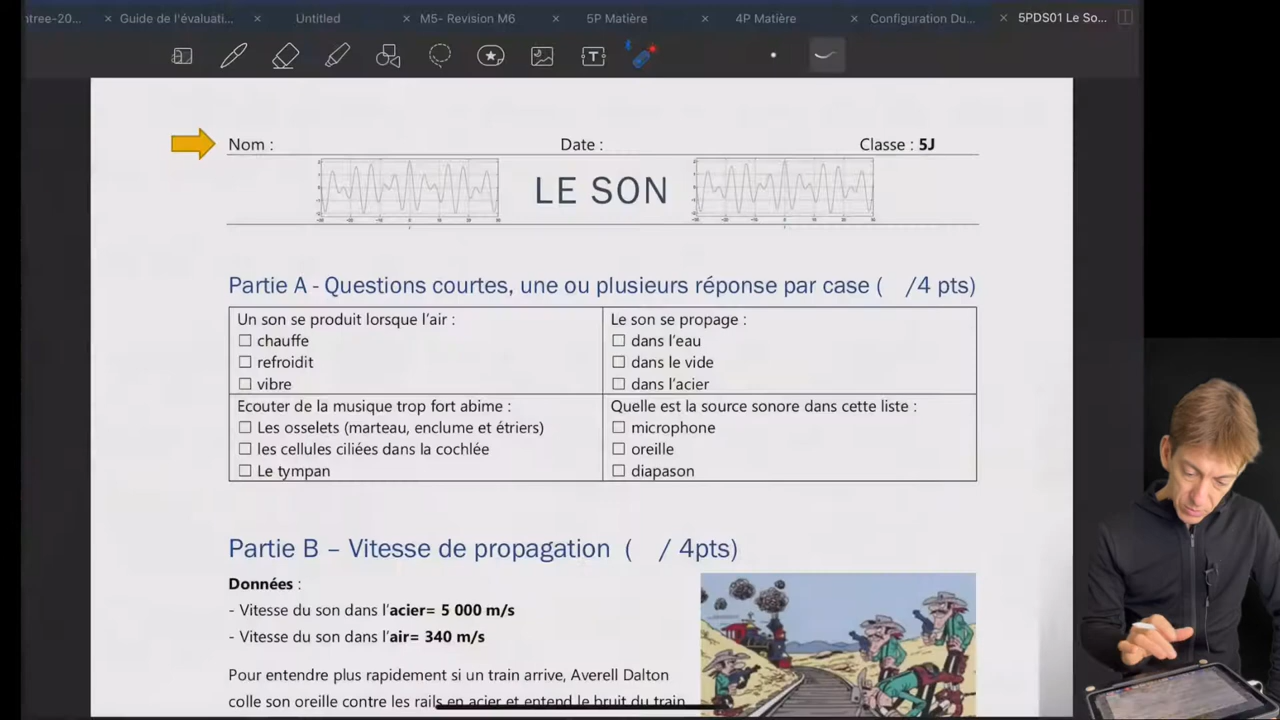 ntree-20...
Guide de l'évaluati...
Untitled
M5- Revision M6
5P Matière
4P Matière
Configuration Du...
5PDS01 Le So...
Nom :
Date :
Classe : 5J
LE SON
Partie A - Questions courtes, une ou plusieurs réponse par case (    /4 pts)
Un son se produit lorsque l'air :
☐ chauffe
☐ refroidit
☐ vibre
Le son se propage :
☐ dans l'eau
☐ dans le vide
☐ dans l'acier
Ecouter de la musique trop fort abime :
☐ Les osselets (marteau, enclume et étriers)
☐ les cellules ciliées dans la cochlée
☐ Le tympan
Quelle est la source sonore dans cette liste :
☐ microphone
☐ oreille
☐ diapason
Partie B – Vitesse de propagation  (    / 4pts)
Données :
- Vitesse du son dans l'acier= 5 000 m/s
- Vitesse du son dans l'air= 340 m/s
Pour entendre plus rapidement si un train arrive, Averell Dalton
colle son oreille contre les rails en acier et entend le bruit du train